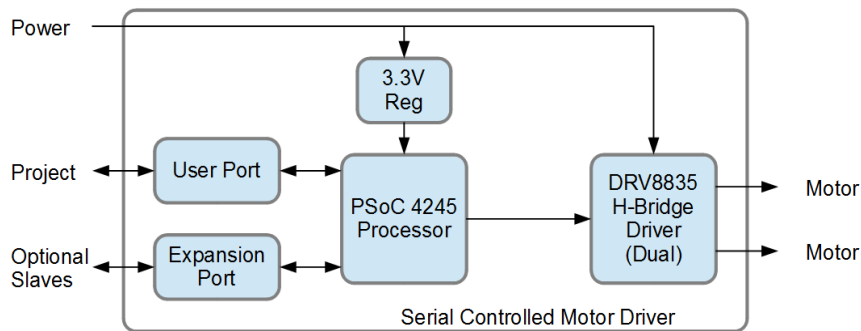 Power
3.3V
Reg
Project
User Port
PSoC 4245
Processor
DRV8835
H-Bridge
Driver
(Dual)
Motor
Motor
Optional
Slaves
Expansion
Port
Serial Controlled Motor Driver